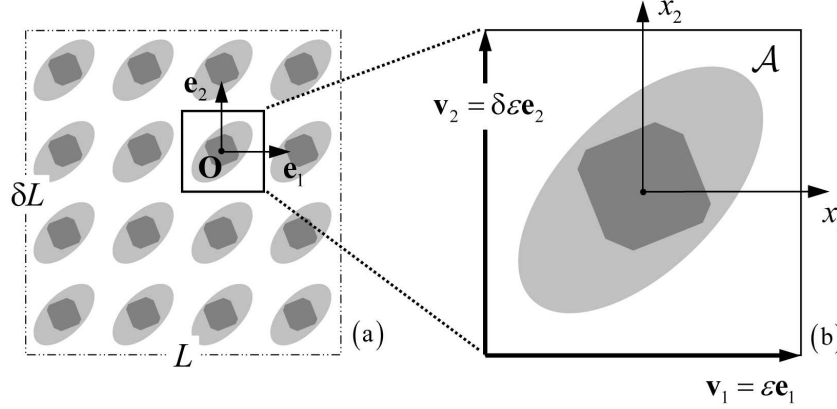 e₂
O
e₁
δL
L
(a)
x₂
𝒜
v₂ = δεe₂
x
(b)
v₁ = εe₁